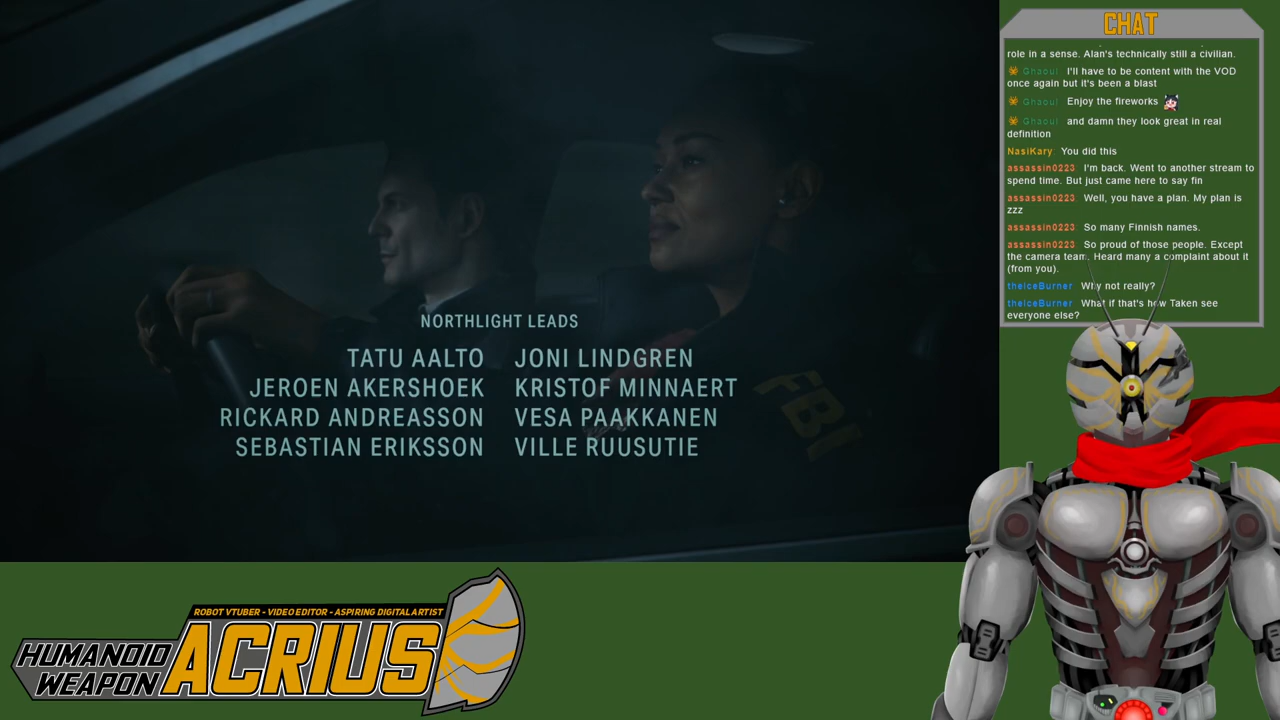 NORTHLIGHT LEADS
TATU AALTO JONI LINDGREN
JEROEN AKERSHOEK KRISTOF MINNAERT
RICKARD ANDREASSON VESA PAAKKANEN
SEBASTIAN ERIKSSON VILLE RUUSUTIE
FBI
CHAT
role in a sense. Alan's technically still a civilian.
Ghaoul I'll have to be content with the VOD
once again but it's been a blast
Ghaoul Enjoy the fireworks
Ghaoul and damn they look great in real
definition
NasiKary You did this
assassin0223 I'm back. Went to another stream to
spend time. But just came here to say fin
assassin0223 Well, you have a plan. My plan is
zzz
assassin0223 So many Finnish names.
assassin0223 So proud of those people. Except
the camera team. Heard many a complaint about it
(from you).
theIceBurner Why not really?
theIceBurner What if that's how Taken see
everyone else?
ROBOT VTUBER - VIDEO EDITOR - ASPIRING DIGITAL ARTIST
HUMANOID
WEAPON
ACRIUS